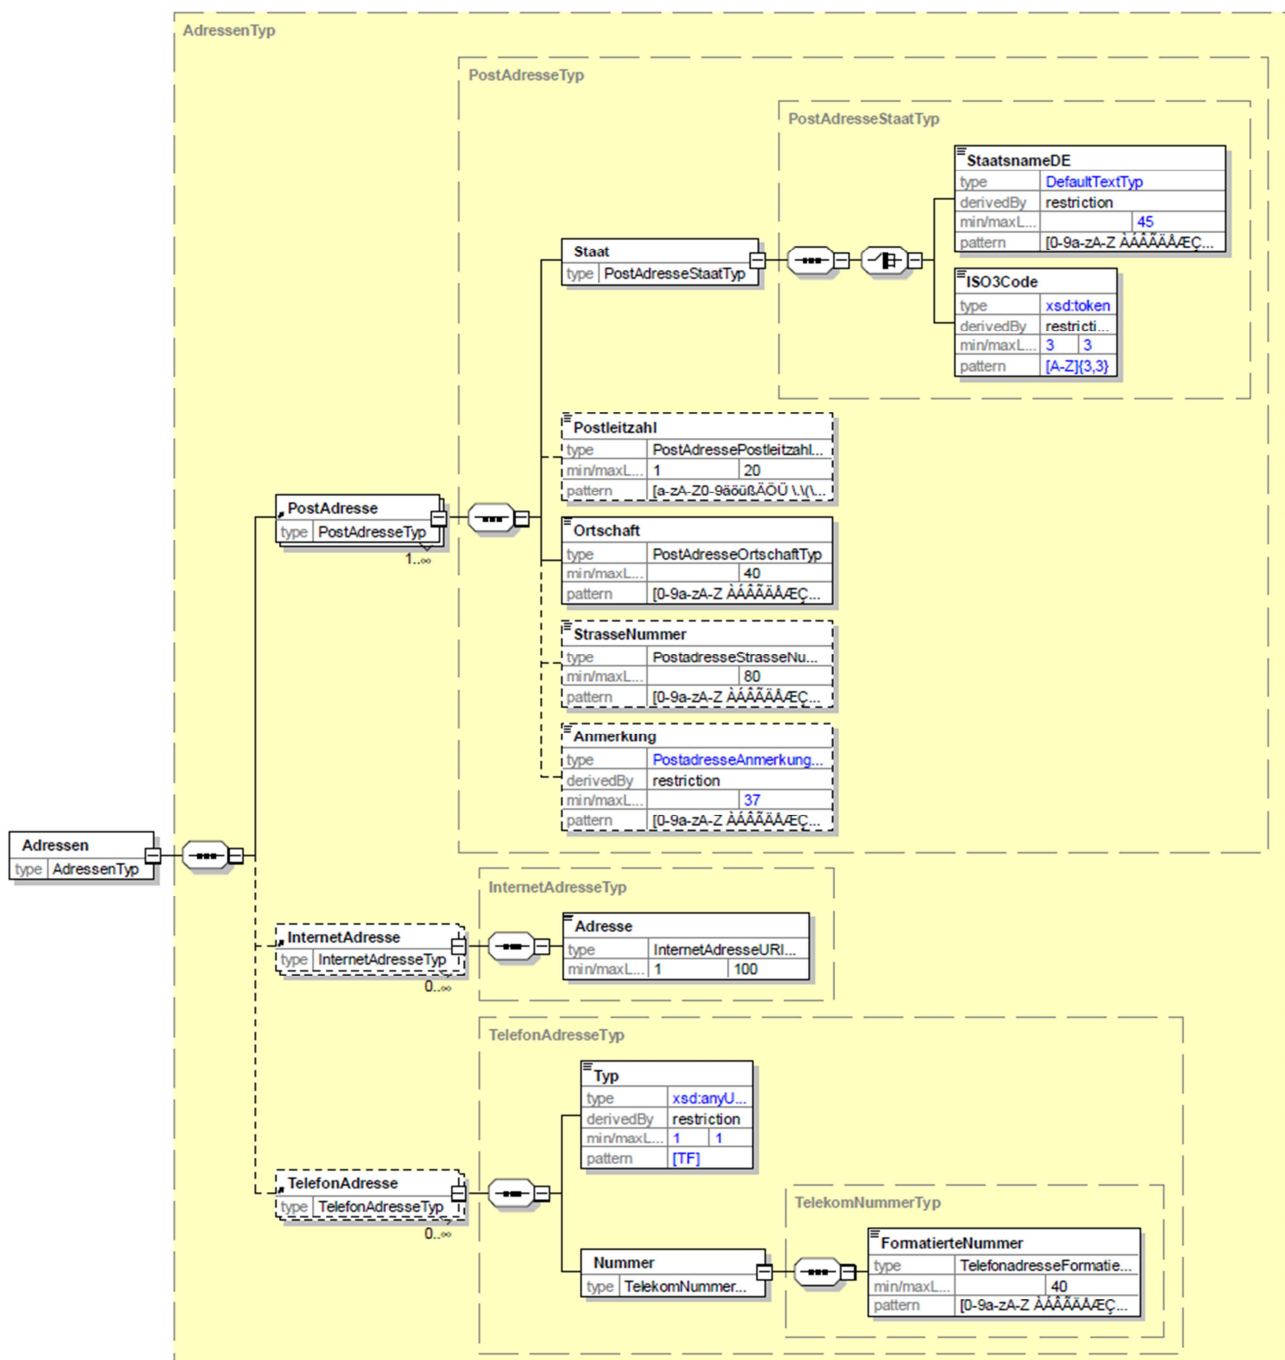 AdressenTyp
PostAdresseTyp
PostAdresseStaatTyp
StaatsnameDE
type DefaultTextTyp
derivedBy restriction
min/maxL... 45
pattern [0-9a-zA-Z ÀÁÂÃÄÅÆÇ...
Staat
type PostAdresseStaatTyp
ISO3Code
type xsd:token
derivedBy restricti...
min/maxL... 3 3
pattern [A-Z]{3,3}
Postleitzahl
type PostAdressePostleitzahl...
min/maxL... 1 20
pattern [a-zA-Z0-9äöüßÄÖÜ \.\(\...
PostAdresse
type PostAdresseTyp
1..∞
Ortschaft
type PostAdresseOrtschaftTyp
min/maxL... 40
pattern [0-9a-zA-Z ÀÁÂÃÄÅÆÇ...
StrasseNummer
type PostadresseStrasseNu...
min/maxL... 80
pattern [0-9a-zA-Z ÀÁÂÃÄÅÆÇ...
Anmerkung
type PostadresseAnmerkung...
derivedBy restriction
min/maxL... 37
pattern [0-9a-zA-Z ÀÁÂÃÄÅÆÇ...
Adressen
type AdressenTyp
InternetAdresseTyp
InternetAdresse
type InternetAdresseTyp
0..∞
Adresse
type InternetAdresseURI...
min/maxL... 1 100
TelefonAdresseTyp
Typ
type xsd:anyU...
derivedBy restriction
min/maxL... 1 1
pattern [TF]
TelefonAdresse
type TelefonAdresseTyp
0..∞
TelekomNummerTyp
Nummer
type TelekomNummer...
FormatierteNummer
type TelefonadresseFormatie...
min/maxL... 40
pattern [0-9a-zA-Z ÀÁÂÃÄÅÆÇ...